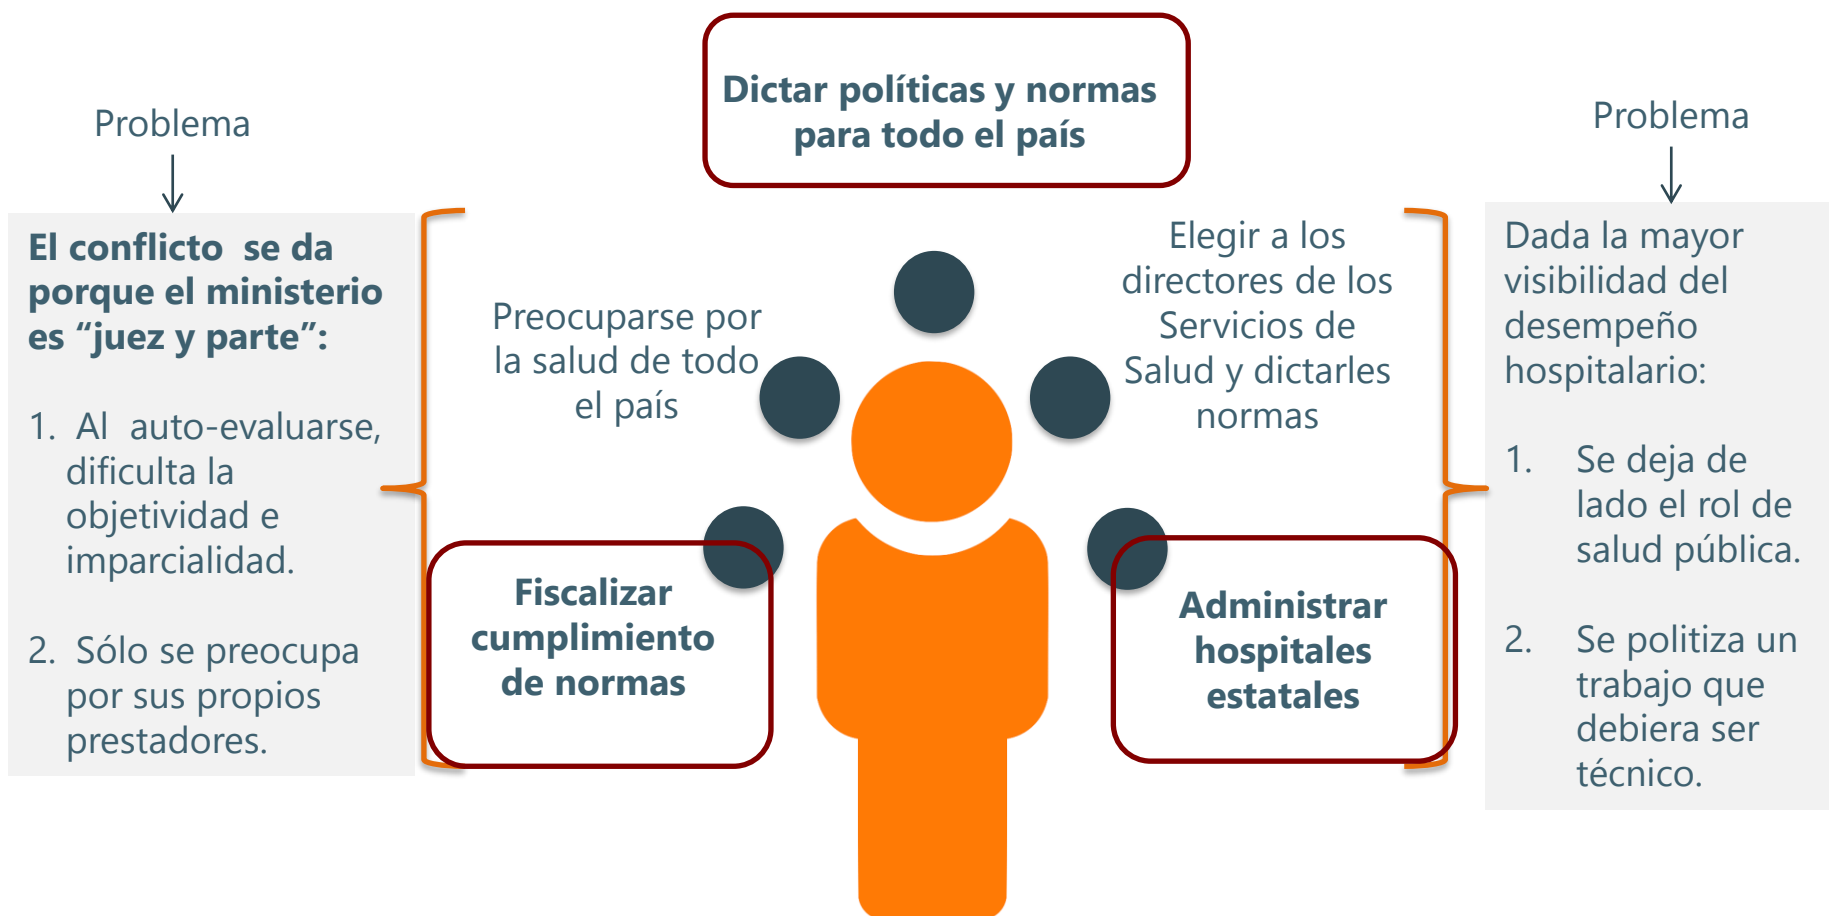 Dictar políticas y normas
para todo el país
Problema
El conflicto se da
porque el ministerio
es “juez y parte”:
1. Al auto-evaluarse,
dificulta la
objetividad e
imparcialidad.
2. Sólo se preocupa
por sus propios
prestadores.
Preocuparse por
la salud de todo
el país
Fiscalizar
cumplimiento
de normas
Elegir a los
directores de los
Servicios de
Salud y dictarles
normas
Administrar
hospitales
estatales
Problema
Dada la mayor
visibilidad del
desempeño
hospitalario:
1. Se deja de
lado el rol de
salud pública.
2. Se politiza un
trabajo que
debiera ser
técnico.